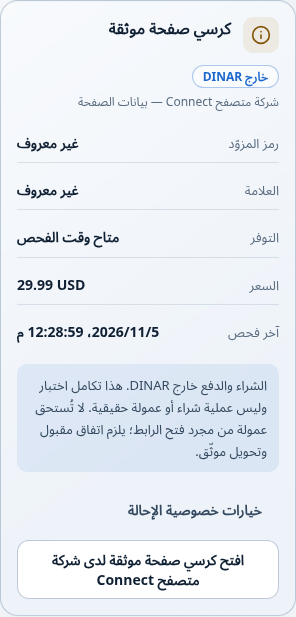 كرسي صفحة موثقة
خارج DINAR
شركة متصفح Connect — بيانات الصفحة
رمز المزوّد
غير معروف
العلامة
غير معروف
التوفر
متاح وقت الفحص
السعر
29.99 USD
آخر فحص
2026/11/5، 12:28:59 م
الشراء والدفع خارج DINAR. هذا تكامل اختبار
وليس عملية شراء أو عمولة حقيقية. لا تُستحق
عمولة من مجرد فتح الرابط؛ يلزم اتفاق مقبول
وتحويل موثّق.
خيارات خصوصية الإحالة
افتح كرسي صفحة موثقة لدى شركة
متصفح Connect